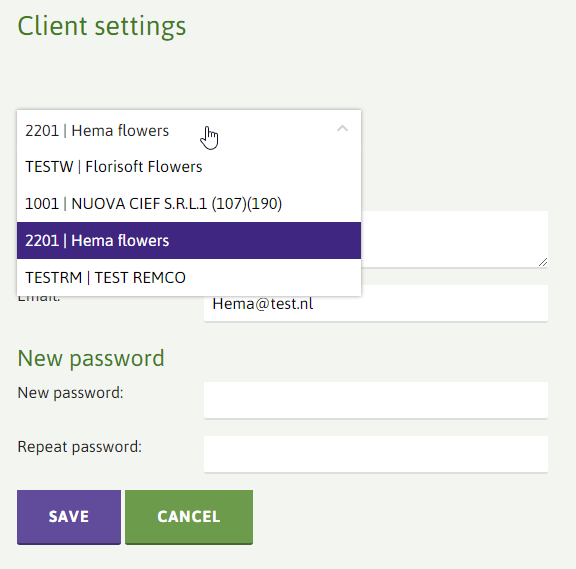 Client settings
2201 | Hema flowers
TESTW | Florisoft Flowers
1001 | NUOVA CIEF S.R.L.1 (107)(190)
2201 | Hema flowers
TESTRM | TEST REMCO
Email:
Hema@test.nl
New password
New password:
Repeat password:
SAVE CANCEL